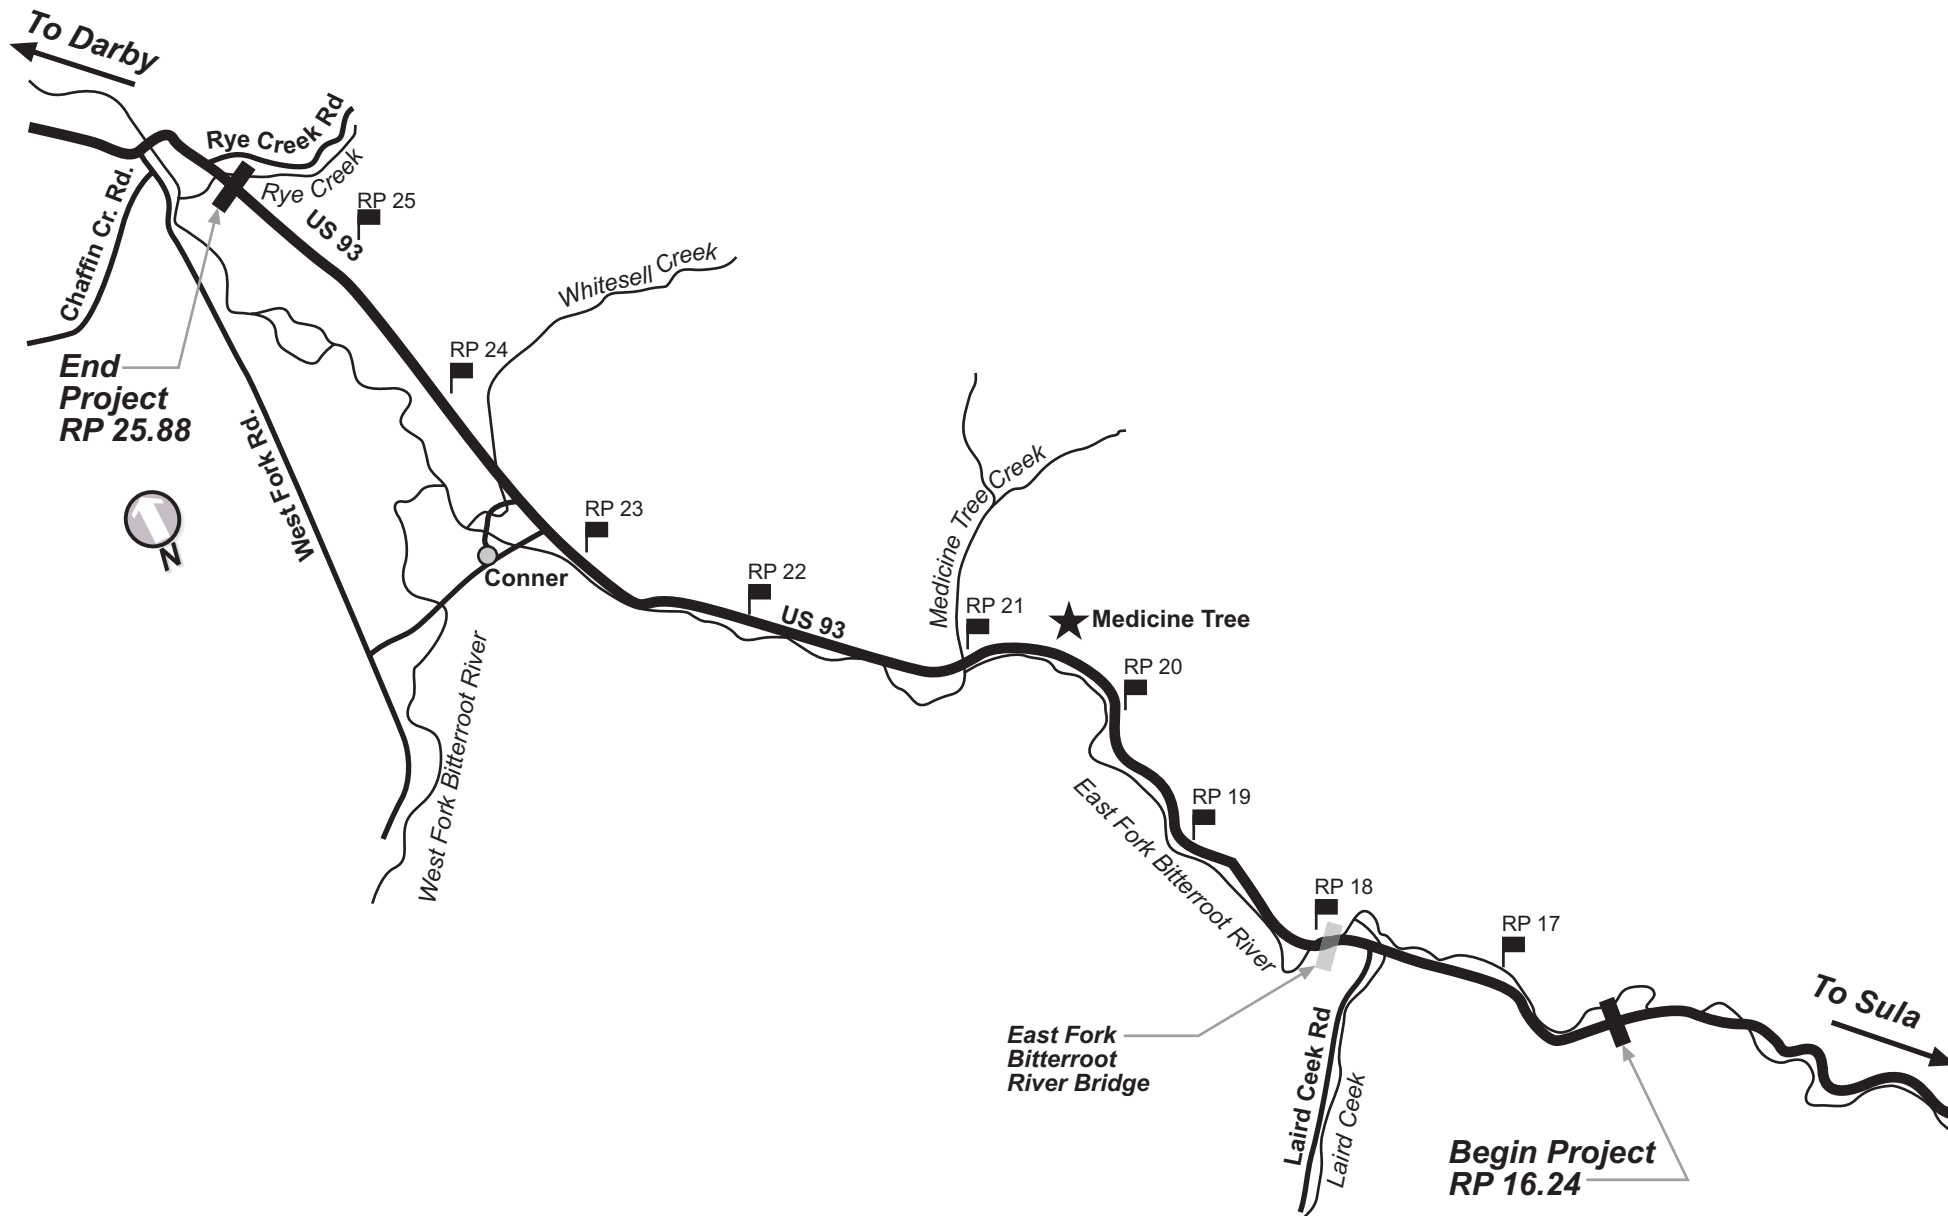 To Darby
Rye Creek Rd
Rye Creek
RP 25
US 93
Chaffin Cr. Rd.
Whitesell Creek
End
Project
RP 25.88
RP 24
West Fork Rd.
N
RP 23
Conner
Medicine Tree Creek
RP 22
US 93
RP 21
Medicine Tree
RP 20
West Fork Bitterroot River
RP 19
East Fork Bitterroot River
RP 18
RP 17
To Sula
East Fork
Bitterroot
River Bridge
Laird Ceek Rd
Laird Ceek
Begin Project
RP 16.24